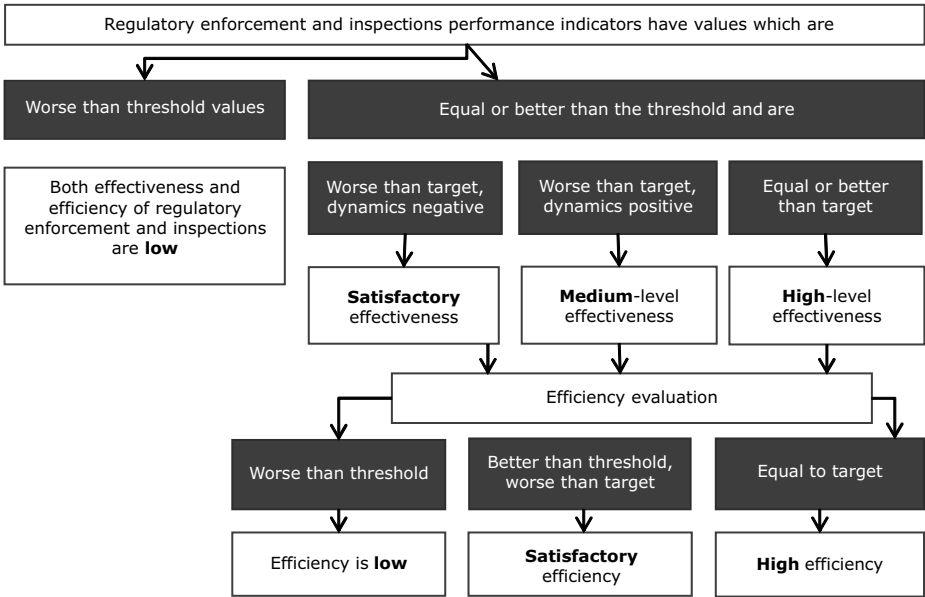 Regulatory enforcement and inspections performance indicators have values which are
Worse than threshold values
Equal or better than the threshold and are
Both effectiveness and
efficiency of regulatory
enforcement and inspections
are low
Worse than target,
dynamics negative
Worse than target,
dynamics positive
Equal or better
than target
Satisfactory
effectiveness
Medium-level
effectiveness
High-level
effectiveness
Efficiency evaluation
Worse than threshold
Better than threshold,
worse than target
Equal to target
Efficiency is low
Satisfactory
efficiency
High efficiency